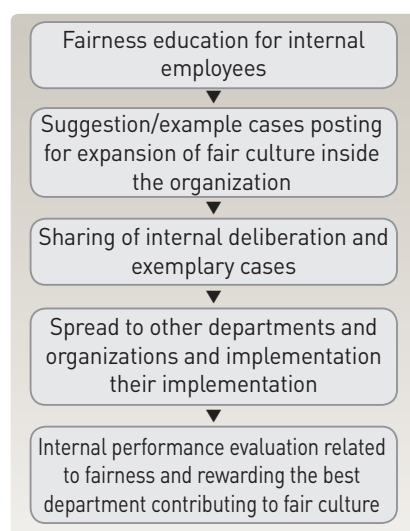 Fairness education for internal
employees
Suggestion/example cases posting
for expansion of fair culture inside
the organization
Sharing of internal deliberation and
exemplary cases
Spread to other departments and
organizations and implementation
their implementation
Internal performance evaluation related
to fairness and rewarding the best
department contributing to fair culture